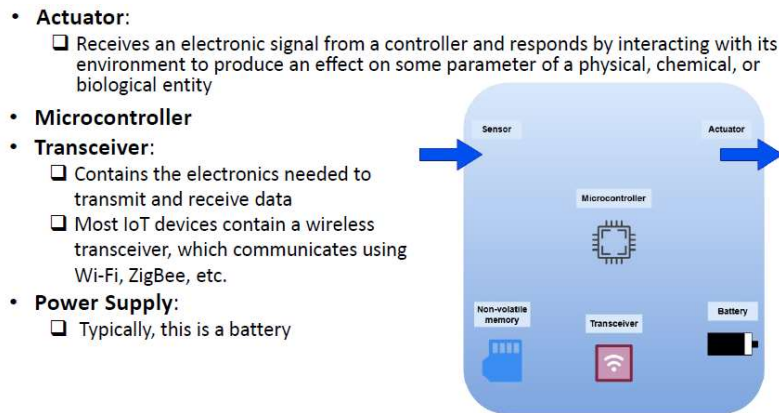 • Actuator:
❑ Receives an electronic signal from a controller and responds by interacting with its
environment to produce an effect on some parameter of a physical, chemical, or
biological entity
• Microcontroller
• Transceiver:
❑ Contains the electronics needed to
transmit and receive data
❑ Most IoT devices contain a wireless
transceiver, which communicates using
Wi-Fi, ZigBee, etc.
• Power Supply:
❑ Typically, this is a battery
Sensor
Actuator
Microcontroller
Non-volatile
memory
Transceiver
Battery